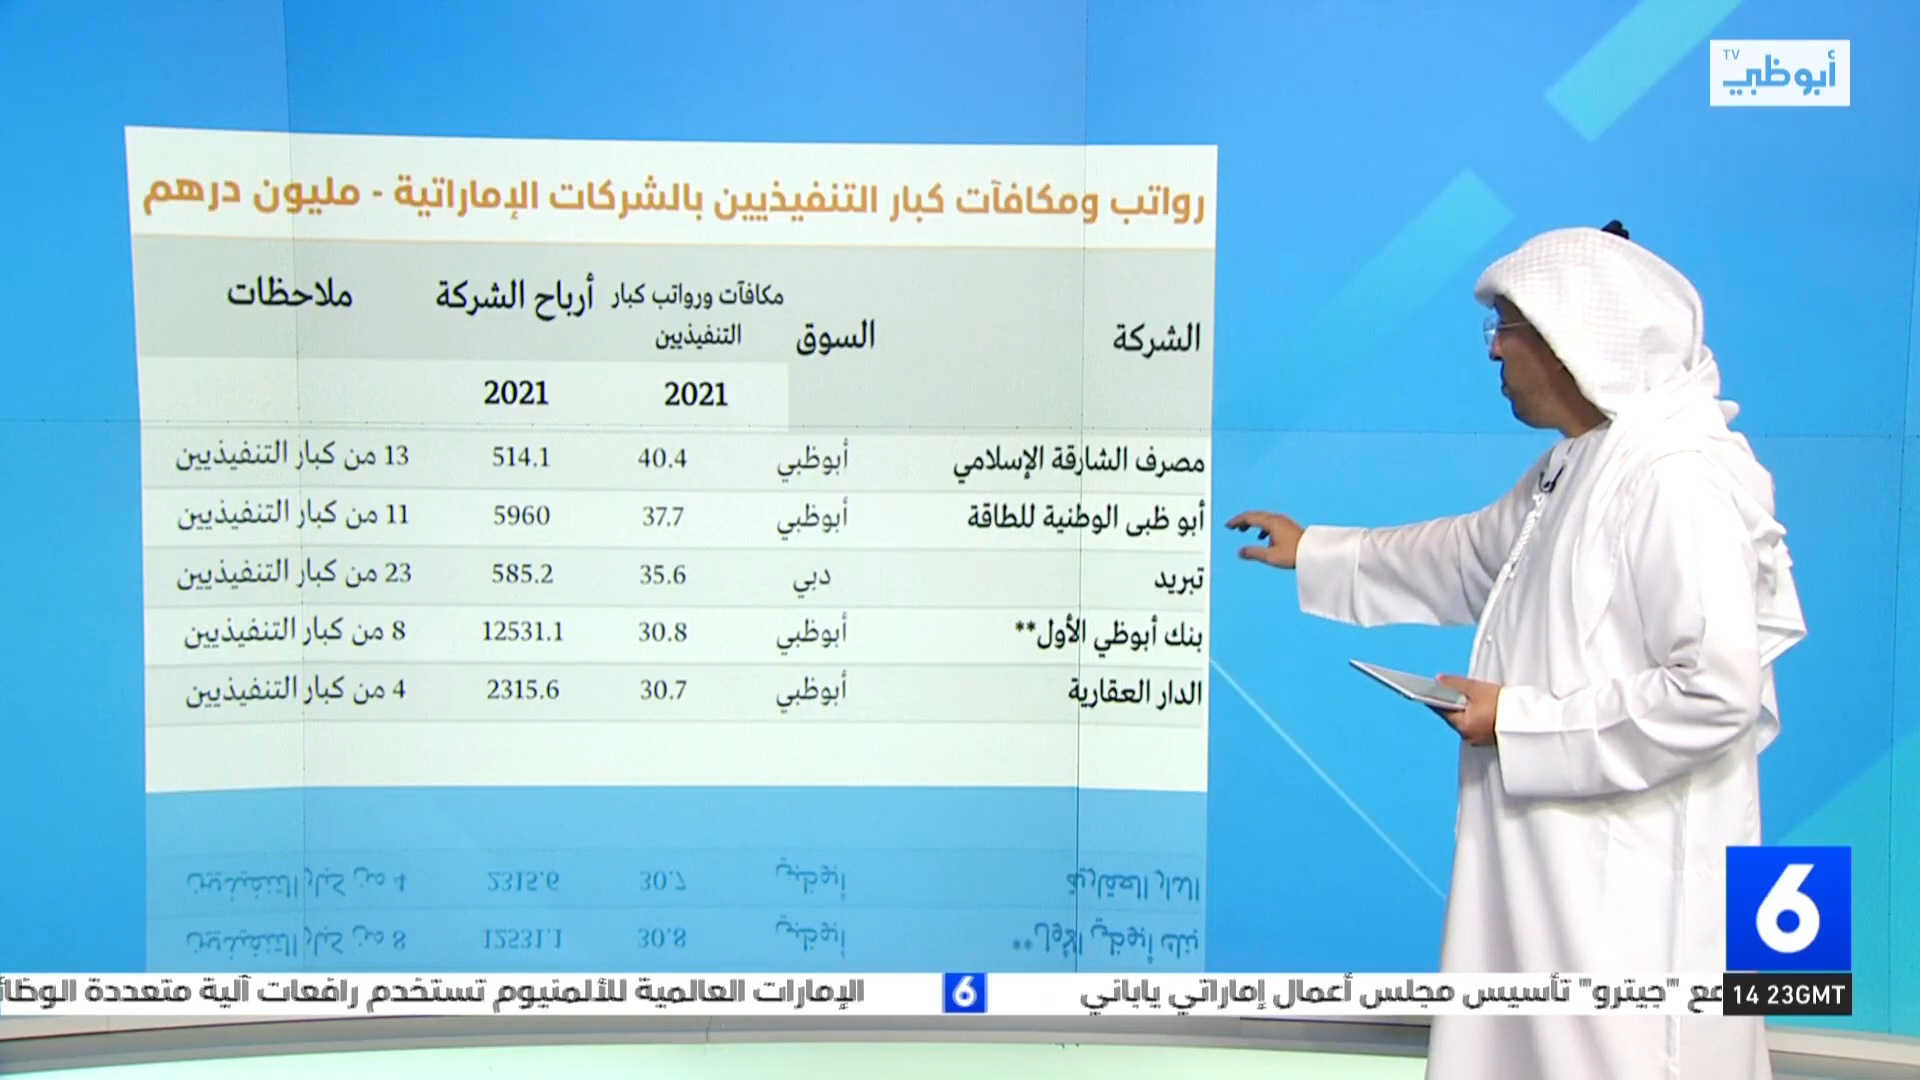 أبوظبي TV
رواتب ومكافآت كبار التنفيذيين بالشركات الإماراتية - مليون درهم
الشركة السوق مكافآت ورواتب كبار التنفيذيين أرباح الشركة ملاحظات
2021 2021
مصرف الشارقة الإسلامي أبوظبي 40.4 514.1 13 من كبار التنفيذيين
أبو ظبى الوطنية للطاقة أبوظبي 37.7 5960 11 من كبار التنفيذيين
تبريد دبي 35.6 585.2 23 من كبار التنفيذيين
بنك أبوظي الأول** أبوظبي 30.8 12531.1 8 من كبار التنفيذيين
الدار العقارية أبوظبي 30.7 2315.6 4 من كبار التنفيذيين
6
مع "جيترو" تأسيس مجلس أعمال إماراتي ياباني 6 الإمارات العالمية للألمنيوم تستخدم رافعات آلية متعددة
14 23GMT